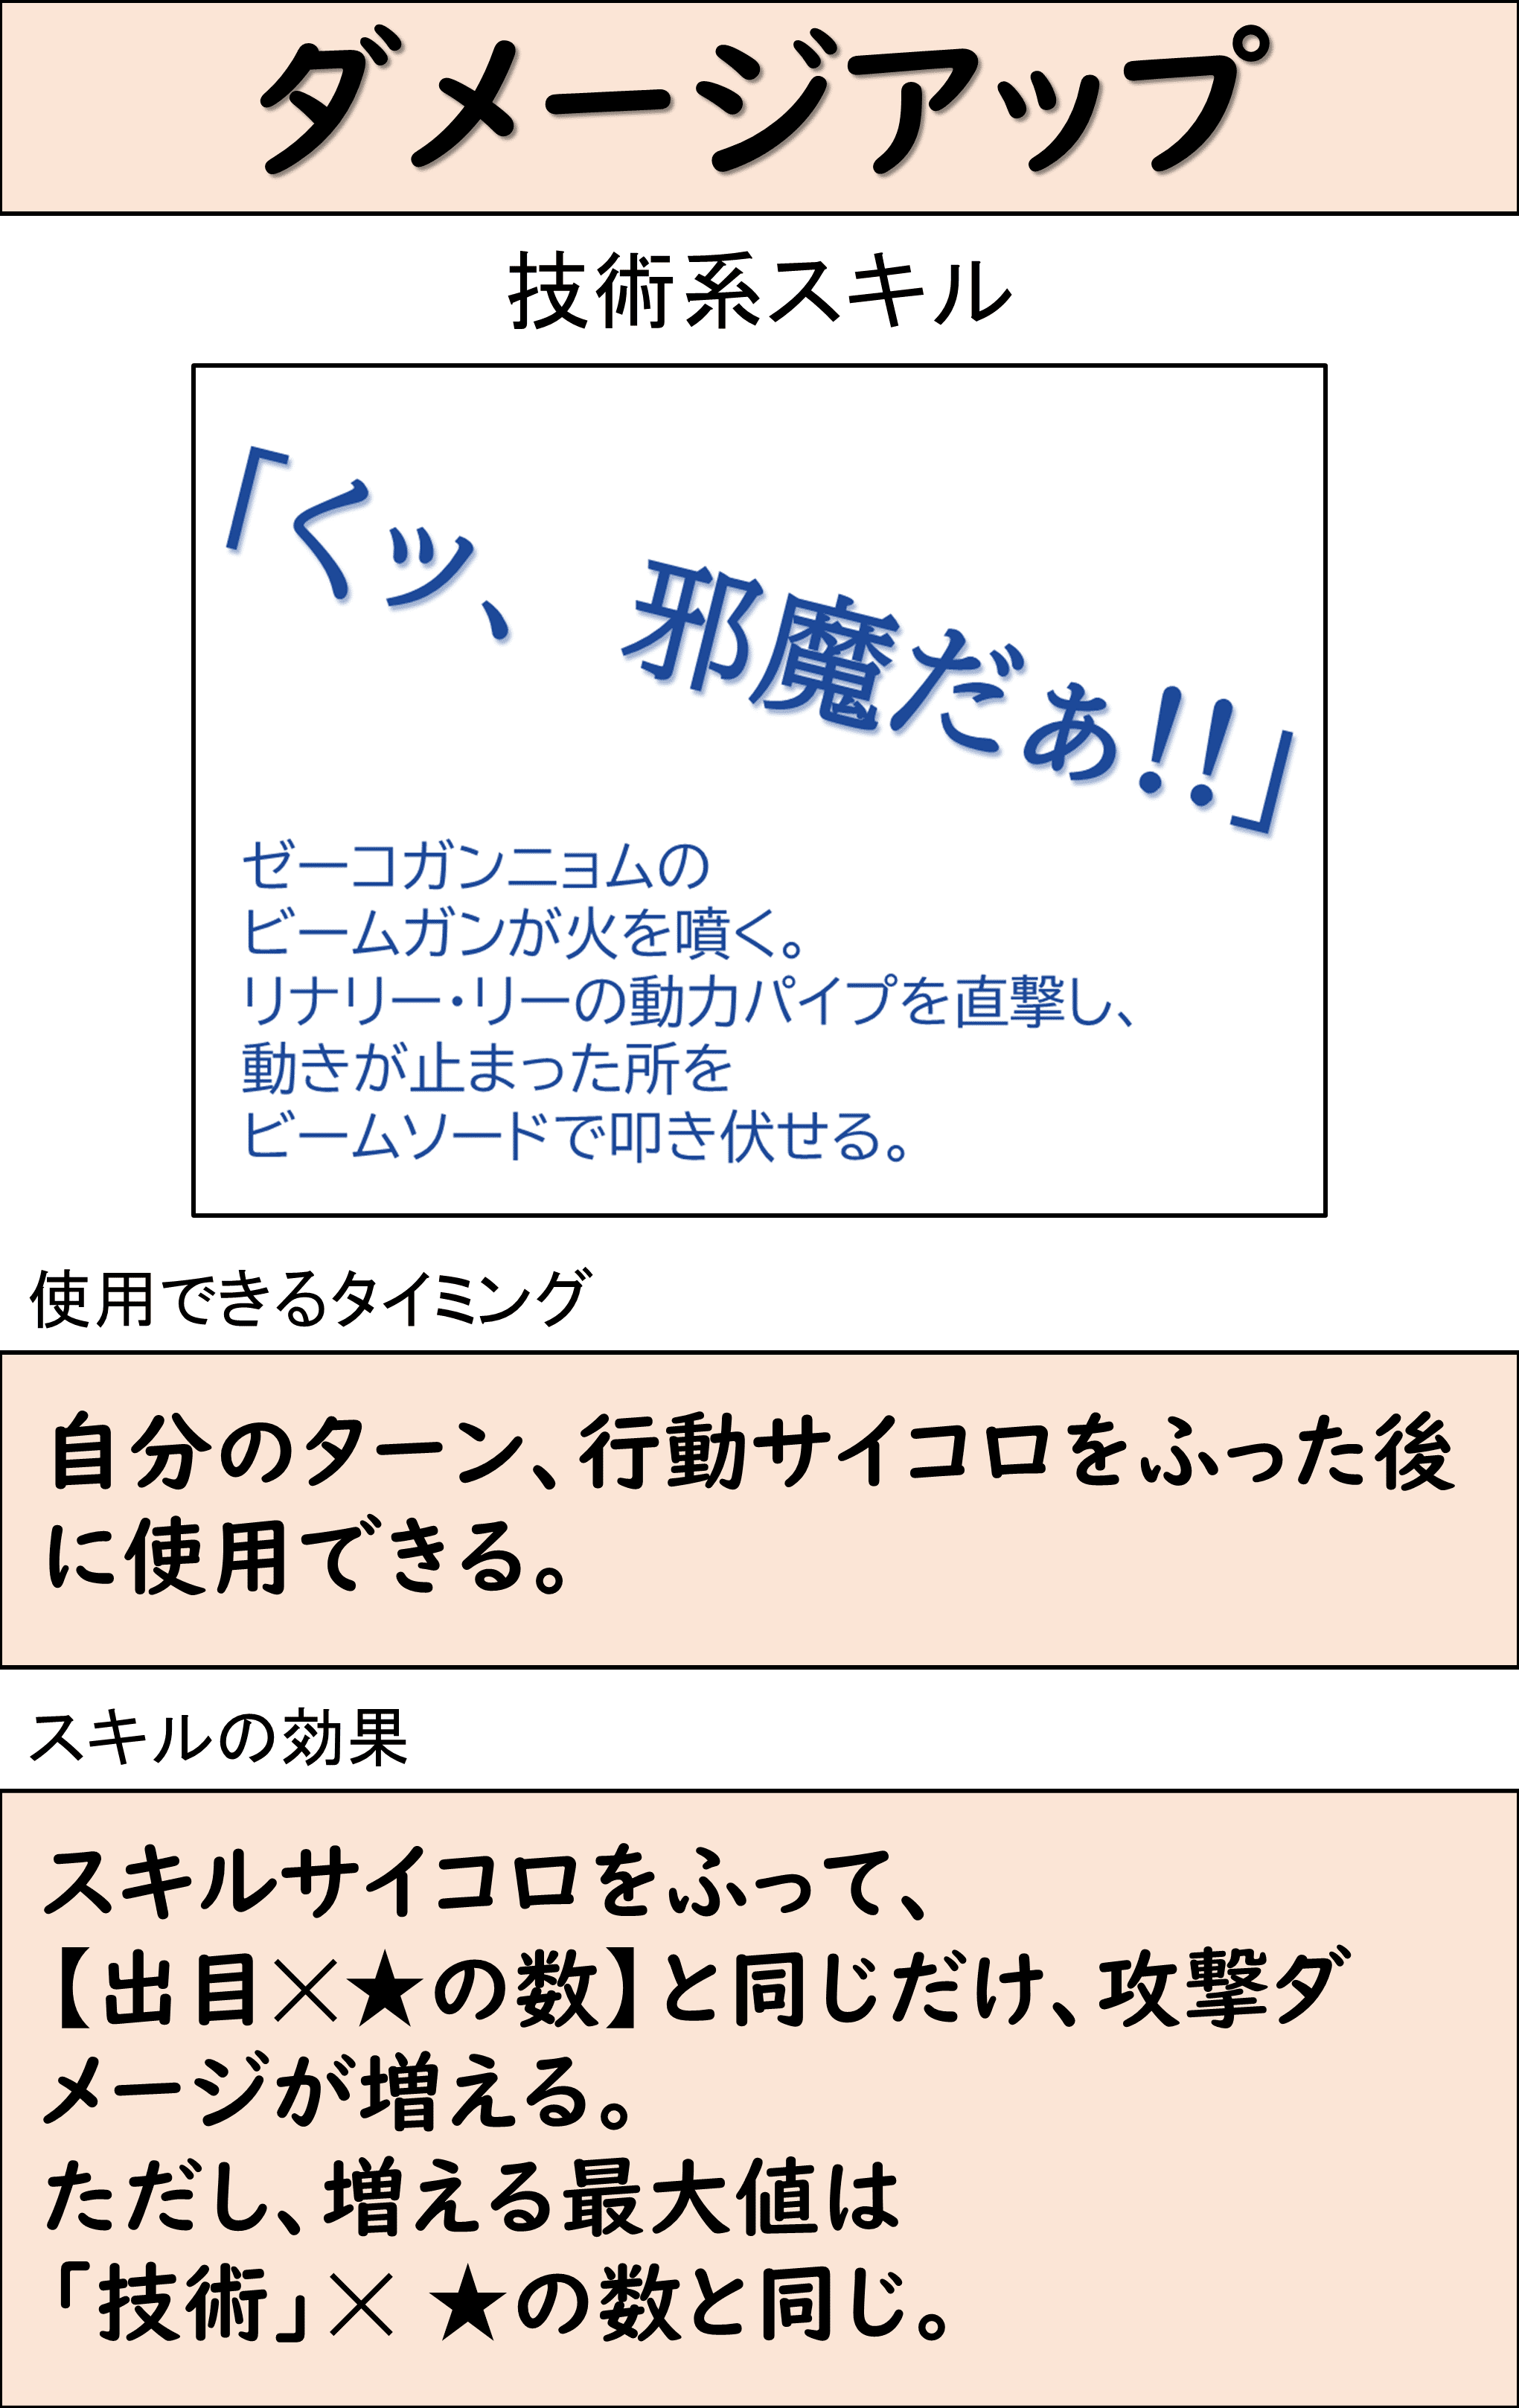 ダメージアップ
技術系スキル
「くッ、 邪魔だぁ!!」
ゼーコガンニョムの
ビームガンが火を噴く。
リナリー・リーの動力パイプを直撃し、
動きが止まった所を
ビームソードで叩き伏せる。
使用できるタイミング
自分のターン、行動サイコロをふった後
に使用できる。
スキルの効果
スキルサイコロをふって、
【出目×★の数】と同じだけ、攻撃ダ
メージが増える。
ただし、増える最大値は
「技術」× ★の数と同じ。